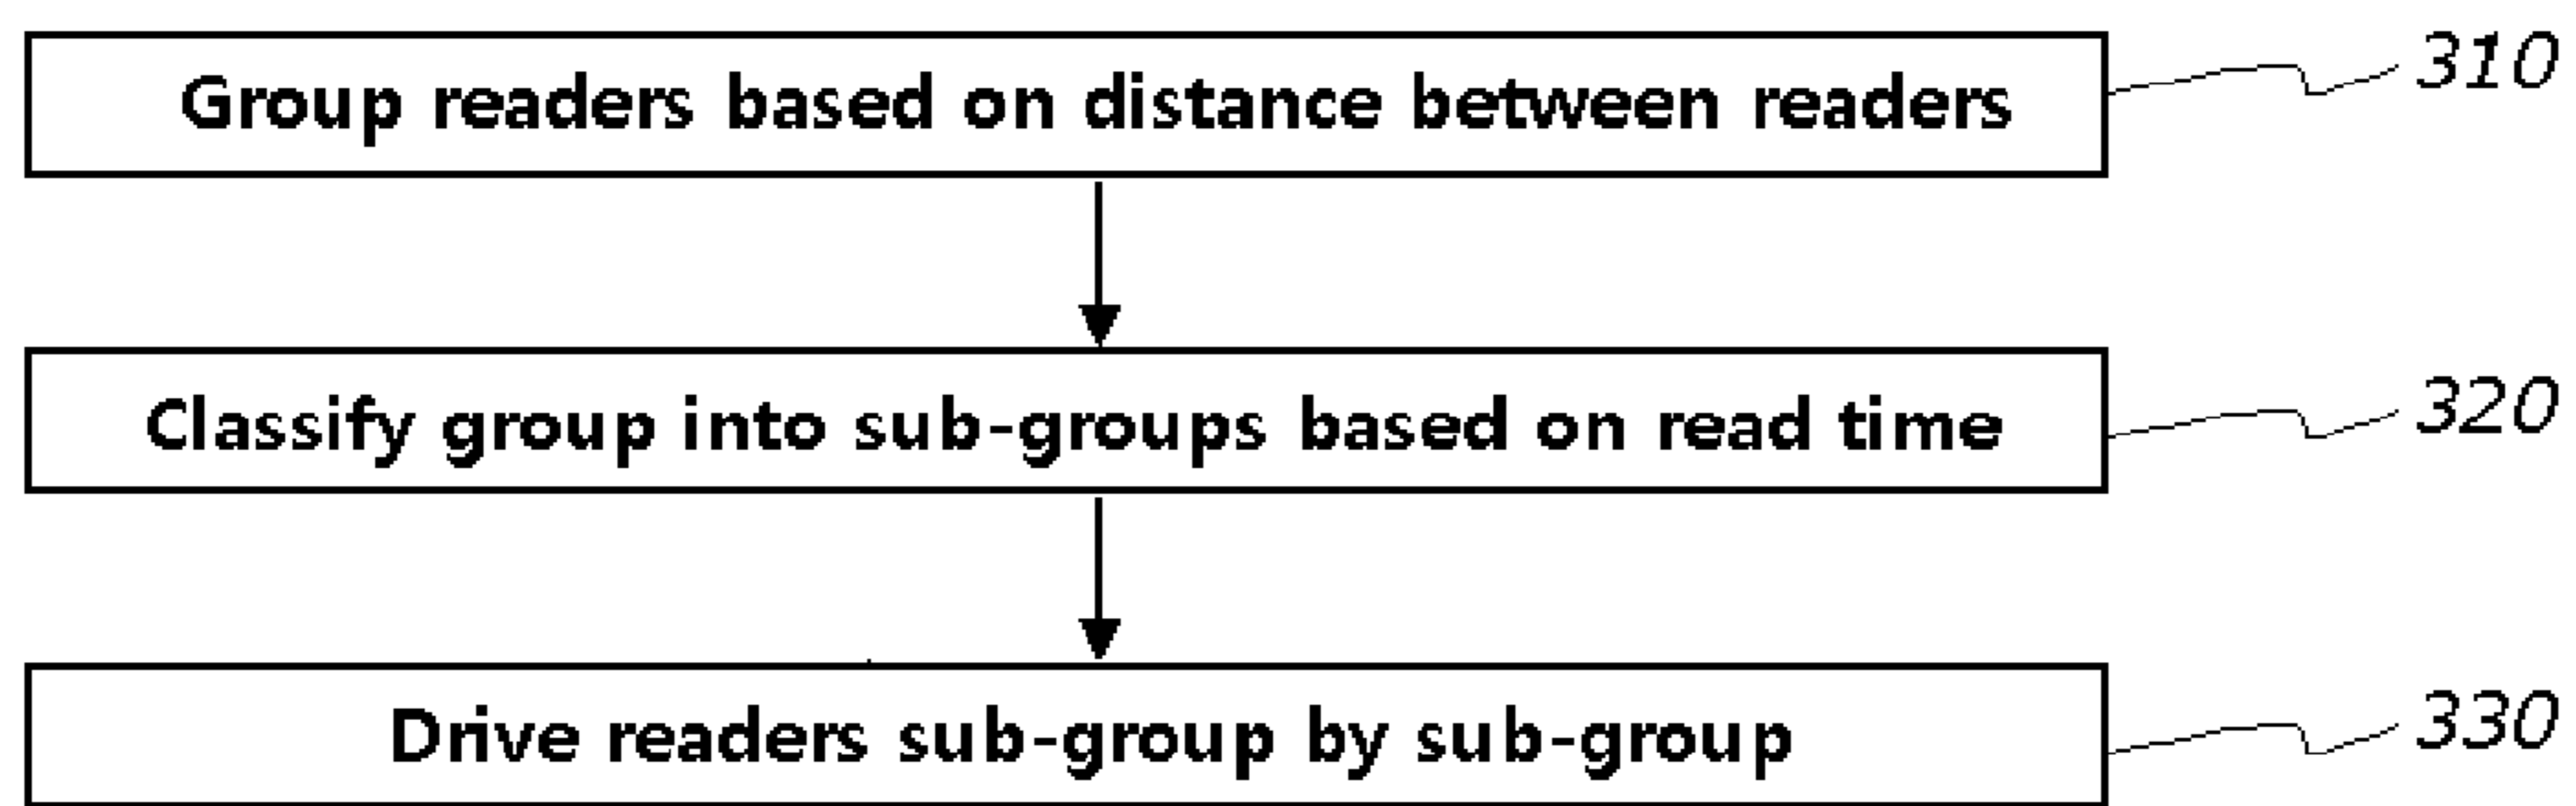 Group readers based on distance between readers 310
Classify group into sub-groups based on read time 320
Drive readers sub-group by sub-group 330